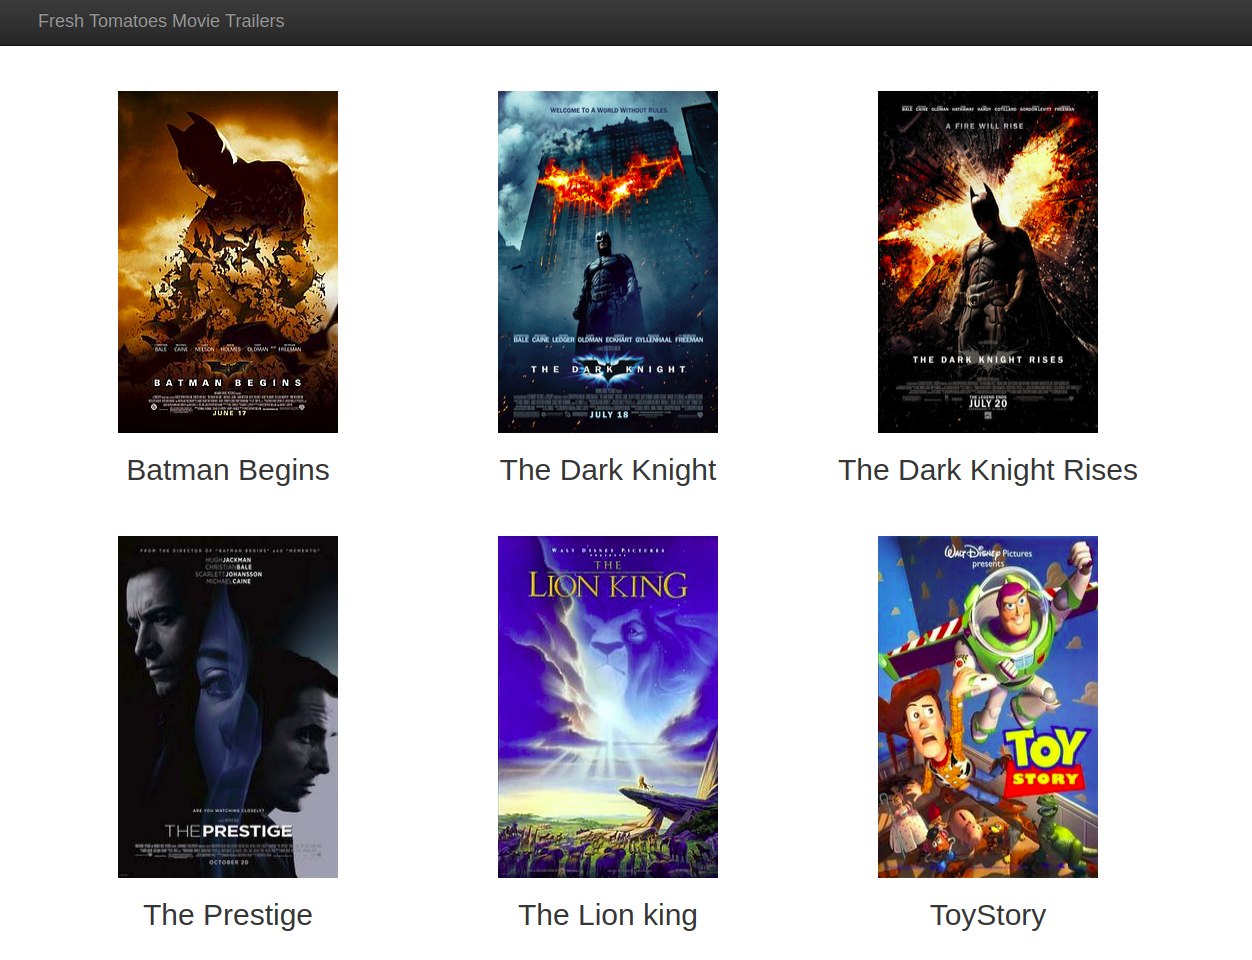 Fresh Tomatoes Movie Trailers
BALE CAINE NEESON HOLMES OLDMAN AND FREEMAN
BATMAN BEGINS
JUNE 17
WELCOME TO A WORLD WITHOUT RULES.
BALE CAINE LEDGER OLDMAN ECKHART GYLLENHAAL FREEMAN
THE DARK KNIGHT
JULY 18
BALE CAINE OLDMAN HATHAWAY HARDY COTILLARD GORDON-LEVITT FREEMAN
A FIRE WILL RISE
THE DARK KNIGHT RISES
THE LEGEND ENDS
JULY 20
Batman Begins
The Dark Knight
The Dark Knight Rises
FROM THE DIRECTOR OF "BATMAN BEGINS" AND "MEMENTO"
HUGH JACKMAN
CHRISTIAN BALE
SCARLETT JOHANSSON
MICHAEL CAINE
ARE YOU WATCHING CLOSELY?
THE PRESTIGE
OCTOBER 20
WALT DISNEY PICTURES
PRESENTS
THE
LION KING
WALT DISNEY Pictures
presents
TOY
STORY
The Prestige
The Lion king
ToyStory